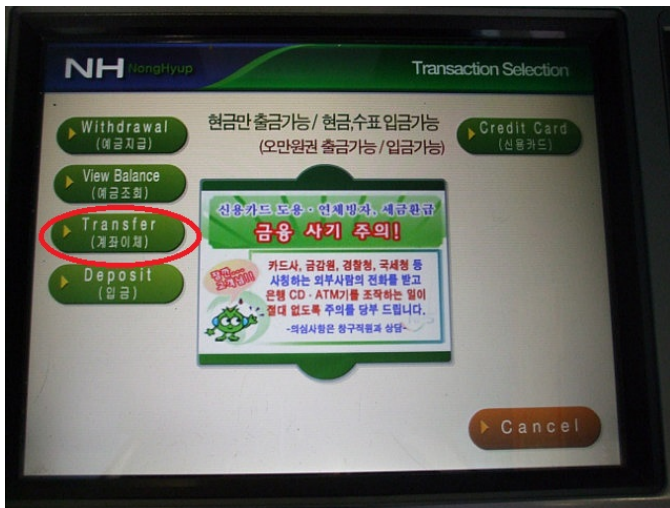 NH NongHyup
Transaction Selection
Withdrawal
(예금지급)
현금만 출금가능 / 현금,수표 입금가능
(오만원권 출금가능 / 입금가능)
Credit Card
(신용카드)
View Balance
(예금조회)
Transfer
(계좌이체)
Deposit
(입금)
신용카드 도용 · 연체빙자, 세금환급
금융 사기 주의!
카드사, 금감원, 경찰청, 국세청 등
사칭하는 외부사람의 전화를 받고
은행 CD · ATM기를 조작하는 일이
절대 없도록 주의를 당부 드립니다.
-의심사항은 창구직원과 상담-
Cancel